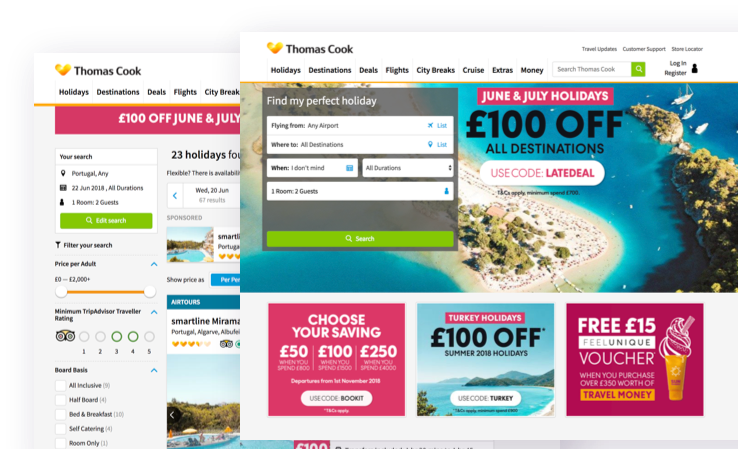 Thomas Cook
Holidays Destinations Deals Flights City Break
£100 OFF JUNE & JULY
Your search
Portugal, Any
22 Jun 2018, All Durations
1 Room: 2 Guests
Edit search
Filter your search
Price per Adult
£0 — £2,000+
Minimum TripAdvisor Traveller
Rating
1 2 3 4 5
Board Basis
All Inclusive (9)
Half Board (4)
Bed & Breakfast (10)
Self Catering (4)
Room Only (1)
23 holidays fou
Flexible? There is availabili
Wed, 20 Jun
67 results
SPONSORED
smartli
Portuga
Show price as
Per Per
AIRTOURS
smartline Mirama
Portugal, Algarve, Albufei
Thomas Cook
Travel Updates Customer Support Store Locator
Holidays Destinations Deals Flights City Breaks Cruise Extras Money
Search Thomas Cook
Log In
Register
Find my perfect holiday
Flying from: Any Airport
List
Where to: All Destinations
List
When: I don't mind
All Durations
1 Room: 2 Guests
Search
JUNE & JULY HOLIDAYS
£100 OFF*
ALL DESTINATIONS
USE CODE: LATEDEAL
*T&Cs apply, minimum spend £700.
CHOOSE
YOUR SAVING
£50 £100 £250
WHEN YOU WHEN YOU WHEN YOU
SPEND £800 SPEND £1500 SPEND £4000
Departures from 1st November 2018
USE CODE: BOOKIT
*T&Cs apply.
TURKEY HOLIDAYS
£100 OFF*
SUMMER 2018 HOLIDAYS
USE CODE: TURKEY
FREE £15
FEELUNIQUE
VOUCHER*
WHEN YOU PURCHASE
OVER £350 WORTH OF
TRAVEL MONEY
£100